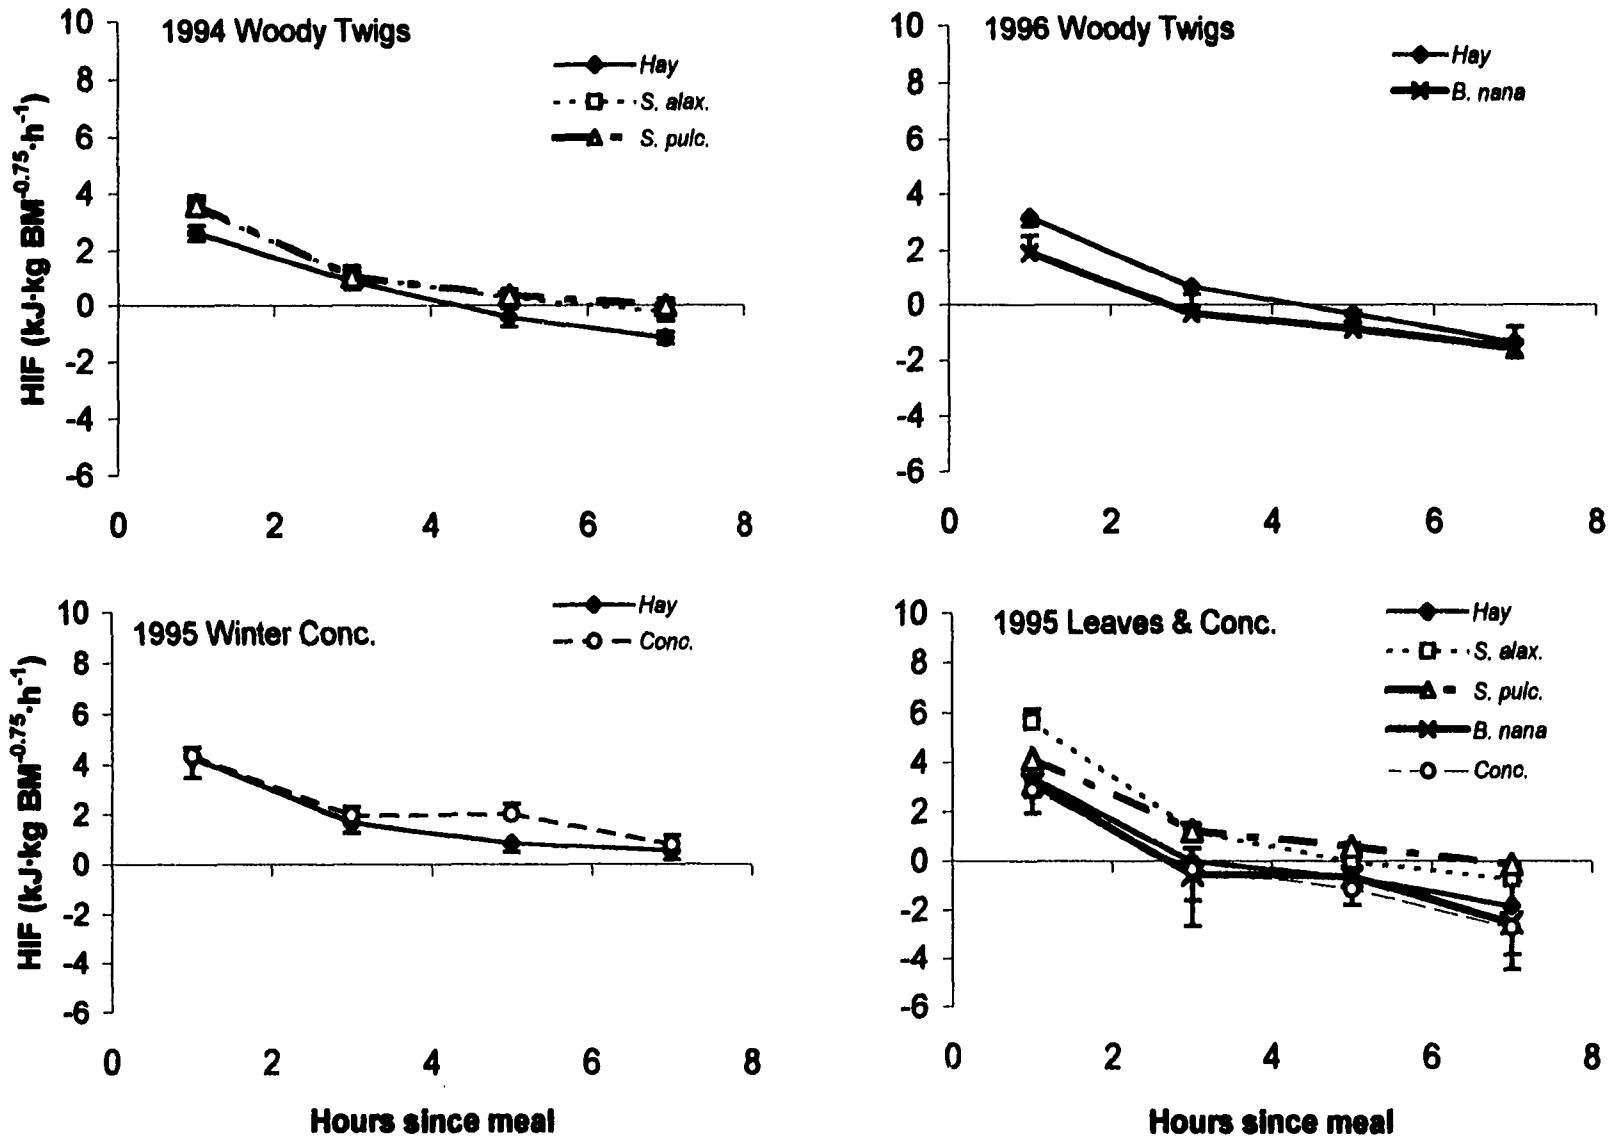 1994 Woody Twigs
Hay
S. alax.
S. pulc.
HIF (kJ·kg BM^-0.75·h^-1)
10
8
6
4
2
0
-2
-4
-6
0 2 4 6 8
1996 Woody Twigs
Hay
B. nana
10
8
6
4
2
0
-2
-4
-6
0 2 4 6 8
1995 Winter Conc.
Hay
Conc.
HIF (kJ·kg BM^-0.75·h^-1)
10
8
6
4
2
0
-2
-4
-6
0 2 4 6 8
Hours since meal
1995 Leaves & Conc.
Hay
S. alax.
S. pulc.
B. nana
Conc.
10
8
6
4
2
0
-2
-4
-6
0 2 4 6 8
Hours since meal